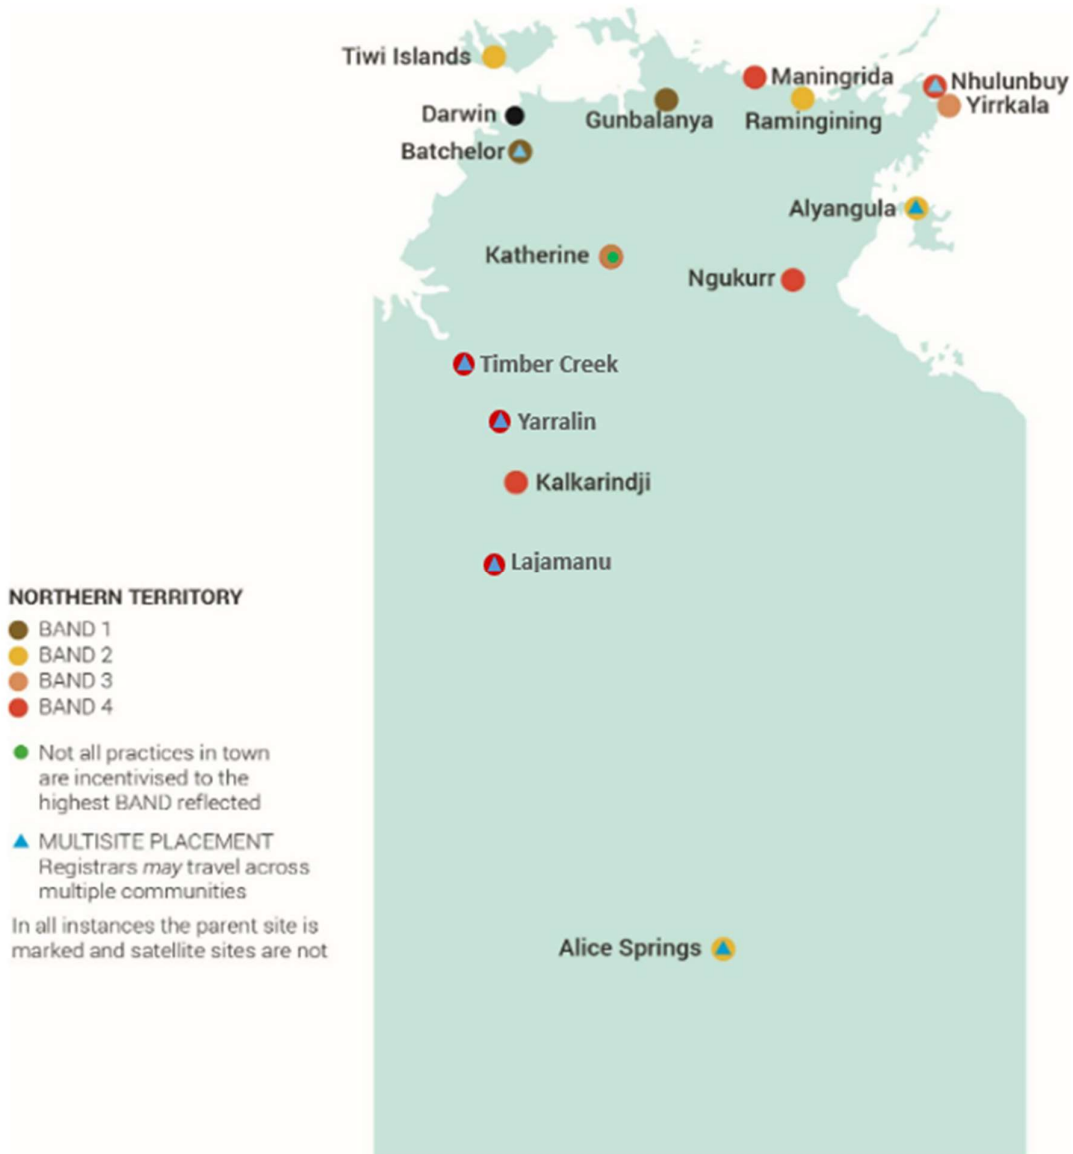 Tiwi Islands
Maningrida
Nhulunbuy
Yirrkala
Darwin
Gunbalanya
Ramingining
Batchelor
Alyangula
Katherine
Ngukurr
Timber Creek
Yarralin
Kalkarindji
Lajamanu
NORTHERN TERRITORY
BAND 1
BAND 2
BAND 3
BAND 4
Not all practices in town
are incentivised to the
highest BAND reflected
MULTISITE PLACEMENT
Registrars may travel across
multiple communities
In all instances the parent site is
marked and satellite sites are not
Alice Springs